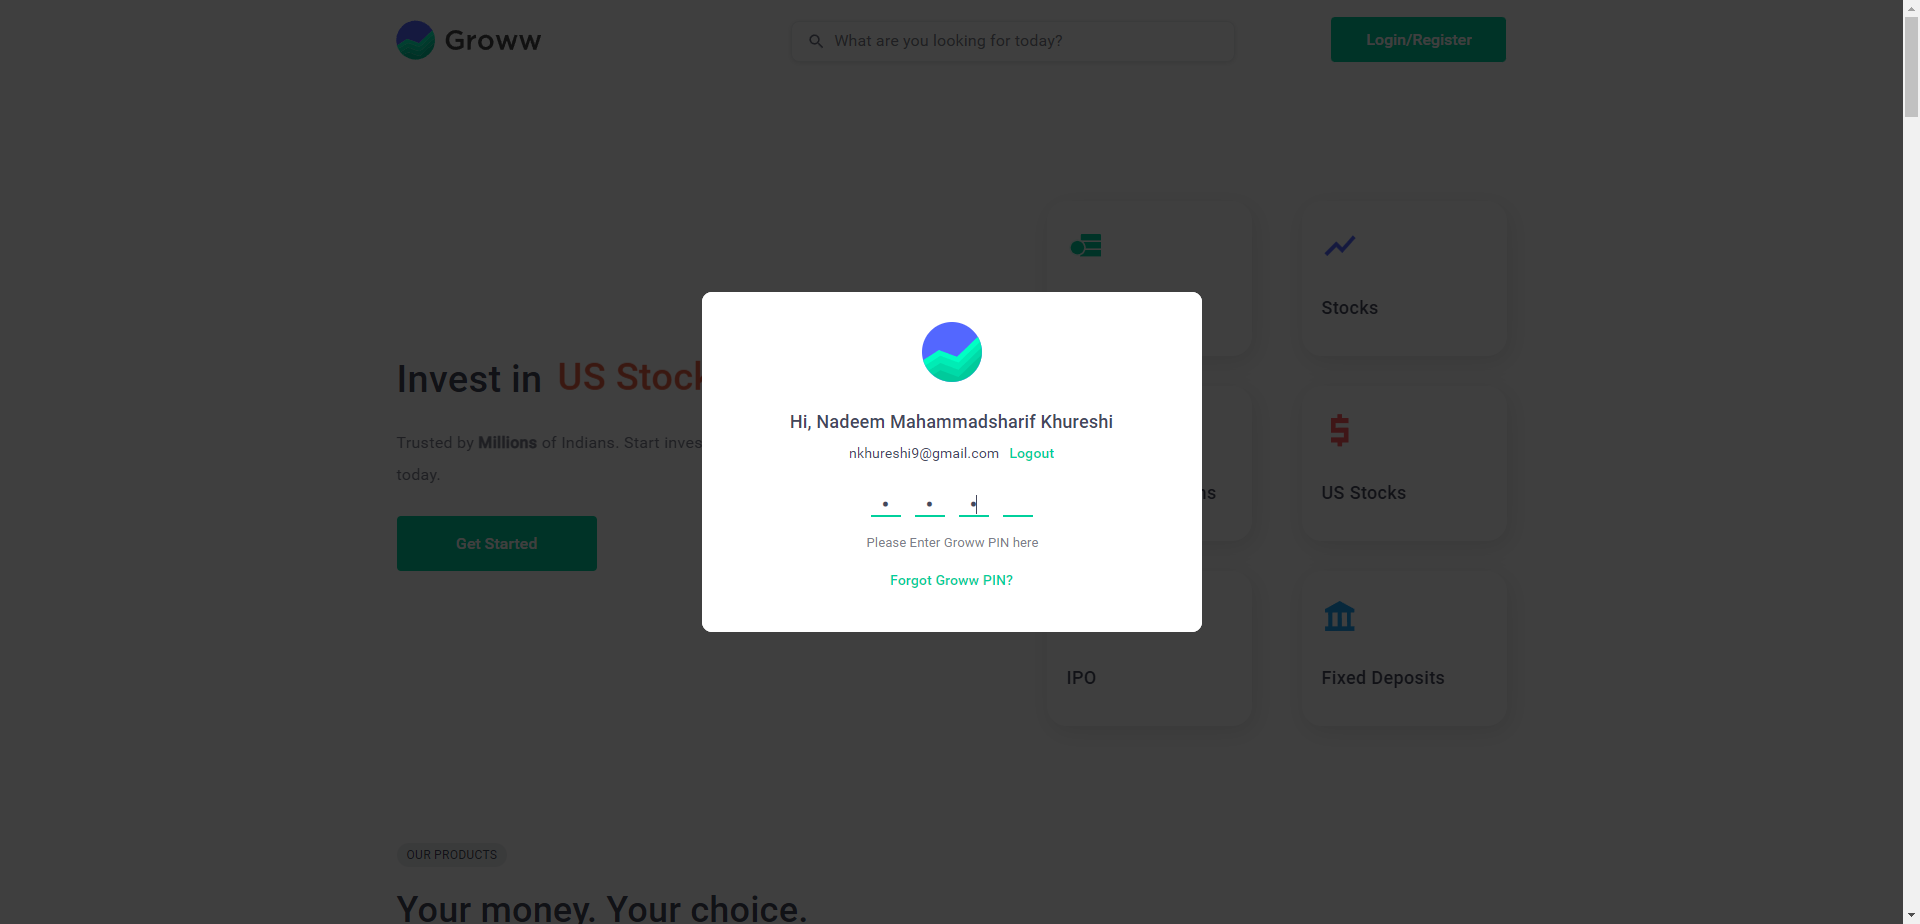 Groww
What are you looking for today?
Login/Register
Stocks
Invest in US Stock
Trusted by Millions of Indians. Start inves
today.
Get Started
Hi, Nadeem Mahammadsharif Khureshi
nkhureshi9@gmail.com Logout
Please Enter Groww PIN here
Forgot Groww PIN?
US Stocks
IPO
Fixed Deposits
OUR PRODUCTS
Your money. Your choice.